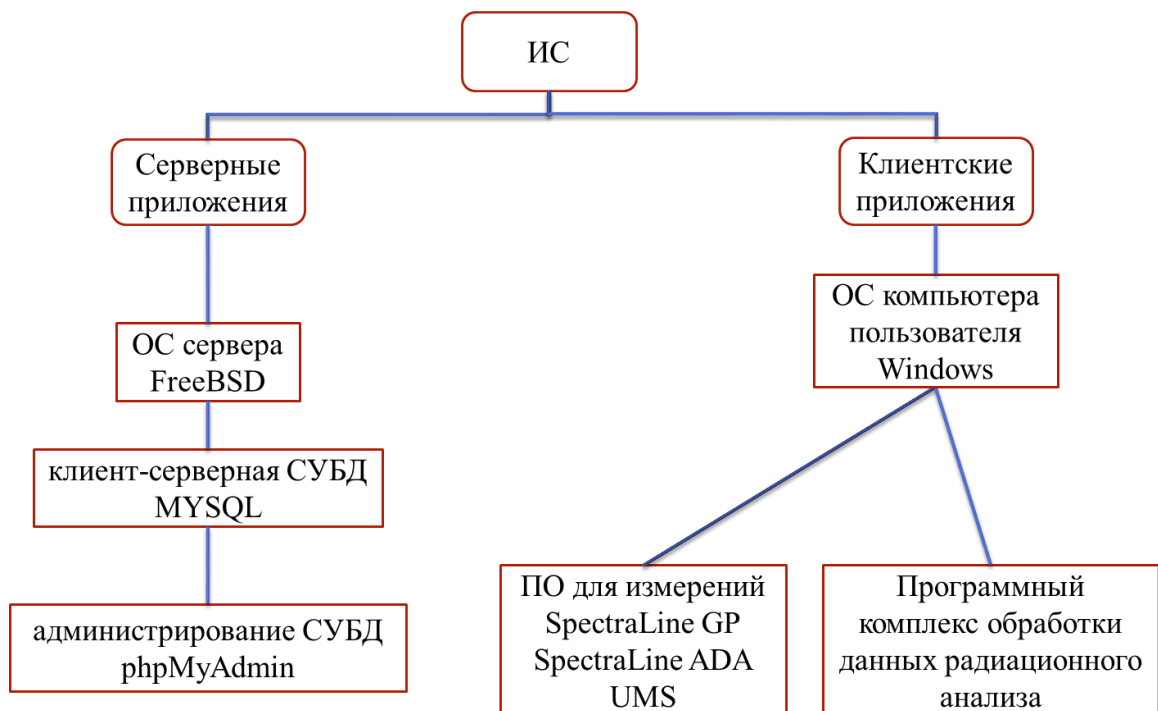 ИС
Серверные
приложения
Клиентские
приложения
ОС сервера
FreeBSD
ОС компьютера
пользователя
Windows
клиент-серверная СУБД
MYSQL
администрирование СУБД
phpMyAdmin
ПО для измерений
SpectraLine GP
SpectraLine ADA
UMS
Программный
комплекс обработки
данных радиационного
анализа